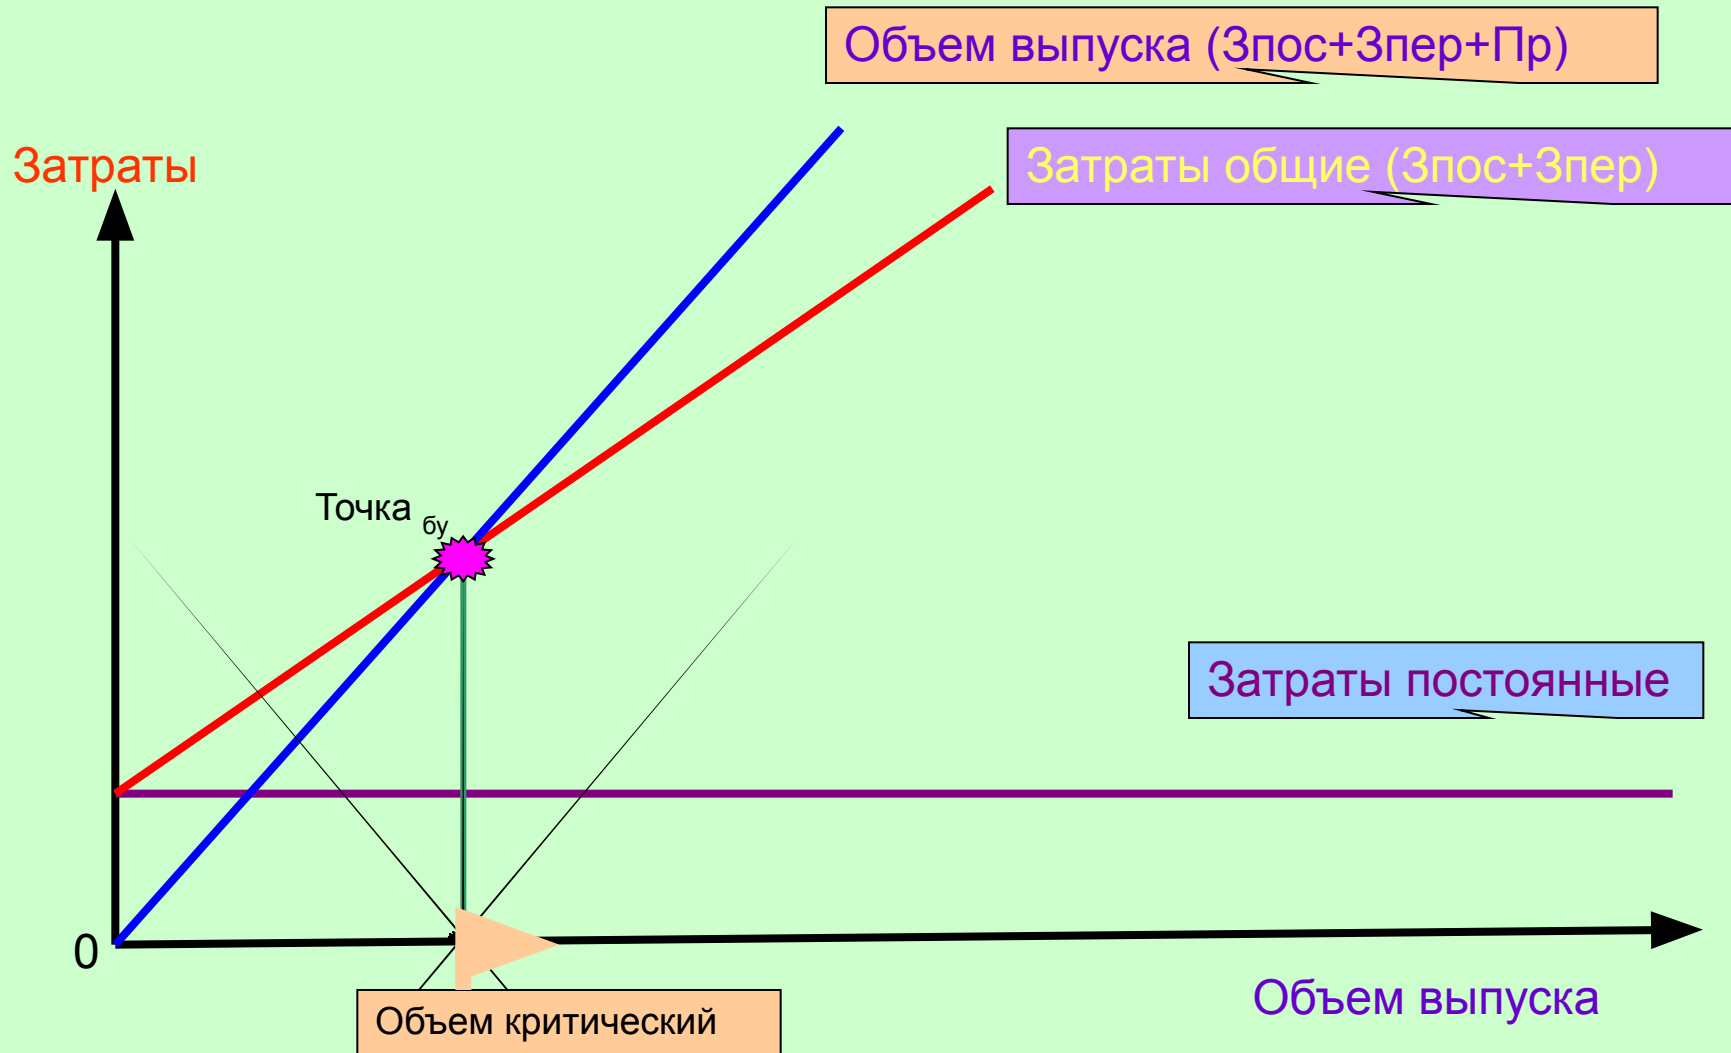 Объем выпуска (Зпос+Зпер+Пр)
Затраты общие (Зпос+Зпер)
Затраты
Точка бу
Затраты постоянные
0
Объем выпуска
Объем критический